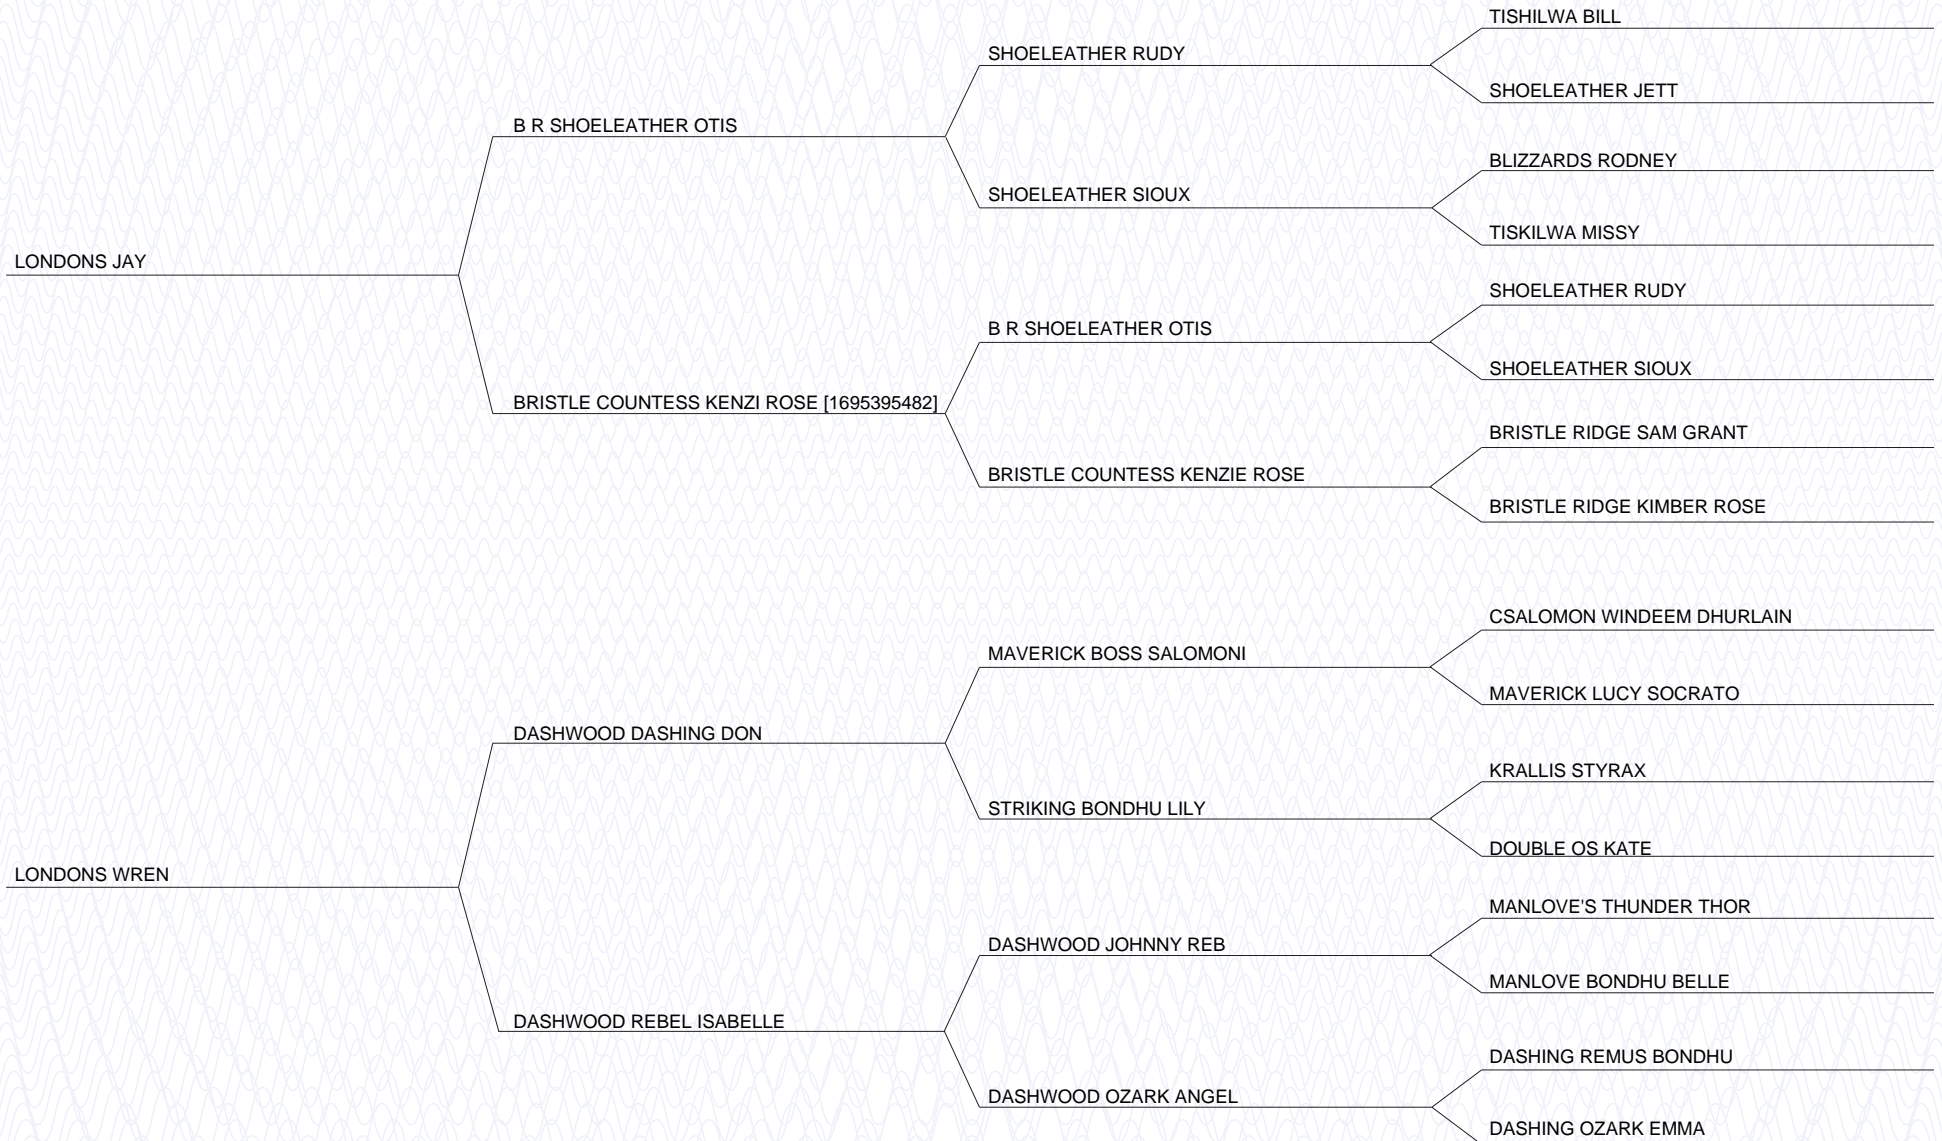 TISHILWA BILL
SHOELEATHER RUDY
SHOELEATHER JETT
B R SHOELEATHER OTIS
BLIZZARDS RODNEY
SHOELEATHER SIOUX
TISKILWA MISSY
LONDONS JAY
SHOELEATHER RUDY
B R SHOELEATHER OTIS
SHOELEATHER SIOUX
BRISTLE COUNTESS KENZI ROSE [1695395482]
BRISTLE RIDGE SAM GRANT
BRISTLE COUNTESS KENZIE ROSE
BRISTLE RIDGE KIMBER ROSE
CSALOMON WINDEEM DHURLAIN
MAVERICK BOSS SALOMONI
MAVERICK LUCY SOCRATO
DASHWOOD DASHING DON
KRALLIS STYRAX
STRIKING BONDHU LILY
DOUBLE OS KATE
LONDONS WREN
MANLOVE'S THUNDER THOR
DASHWOOD JOHNNY REB
MANLOVE BONDHU BELLE
DASHWOOD REBEL ISABELLE
DASHING REMUS BONDHU
DASHWOOD OZARK ANGEL
DASHING OZARK EMMA